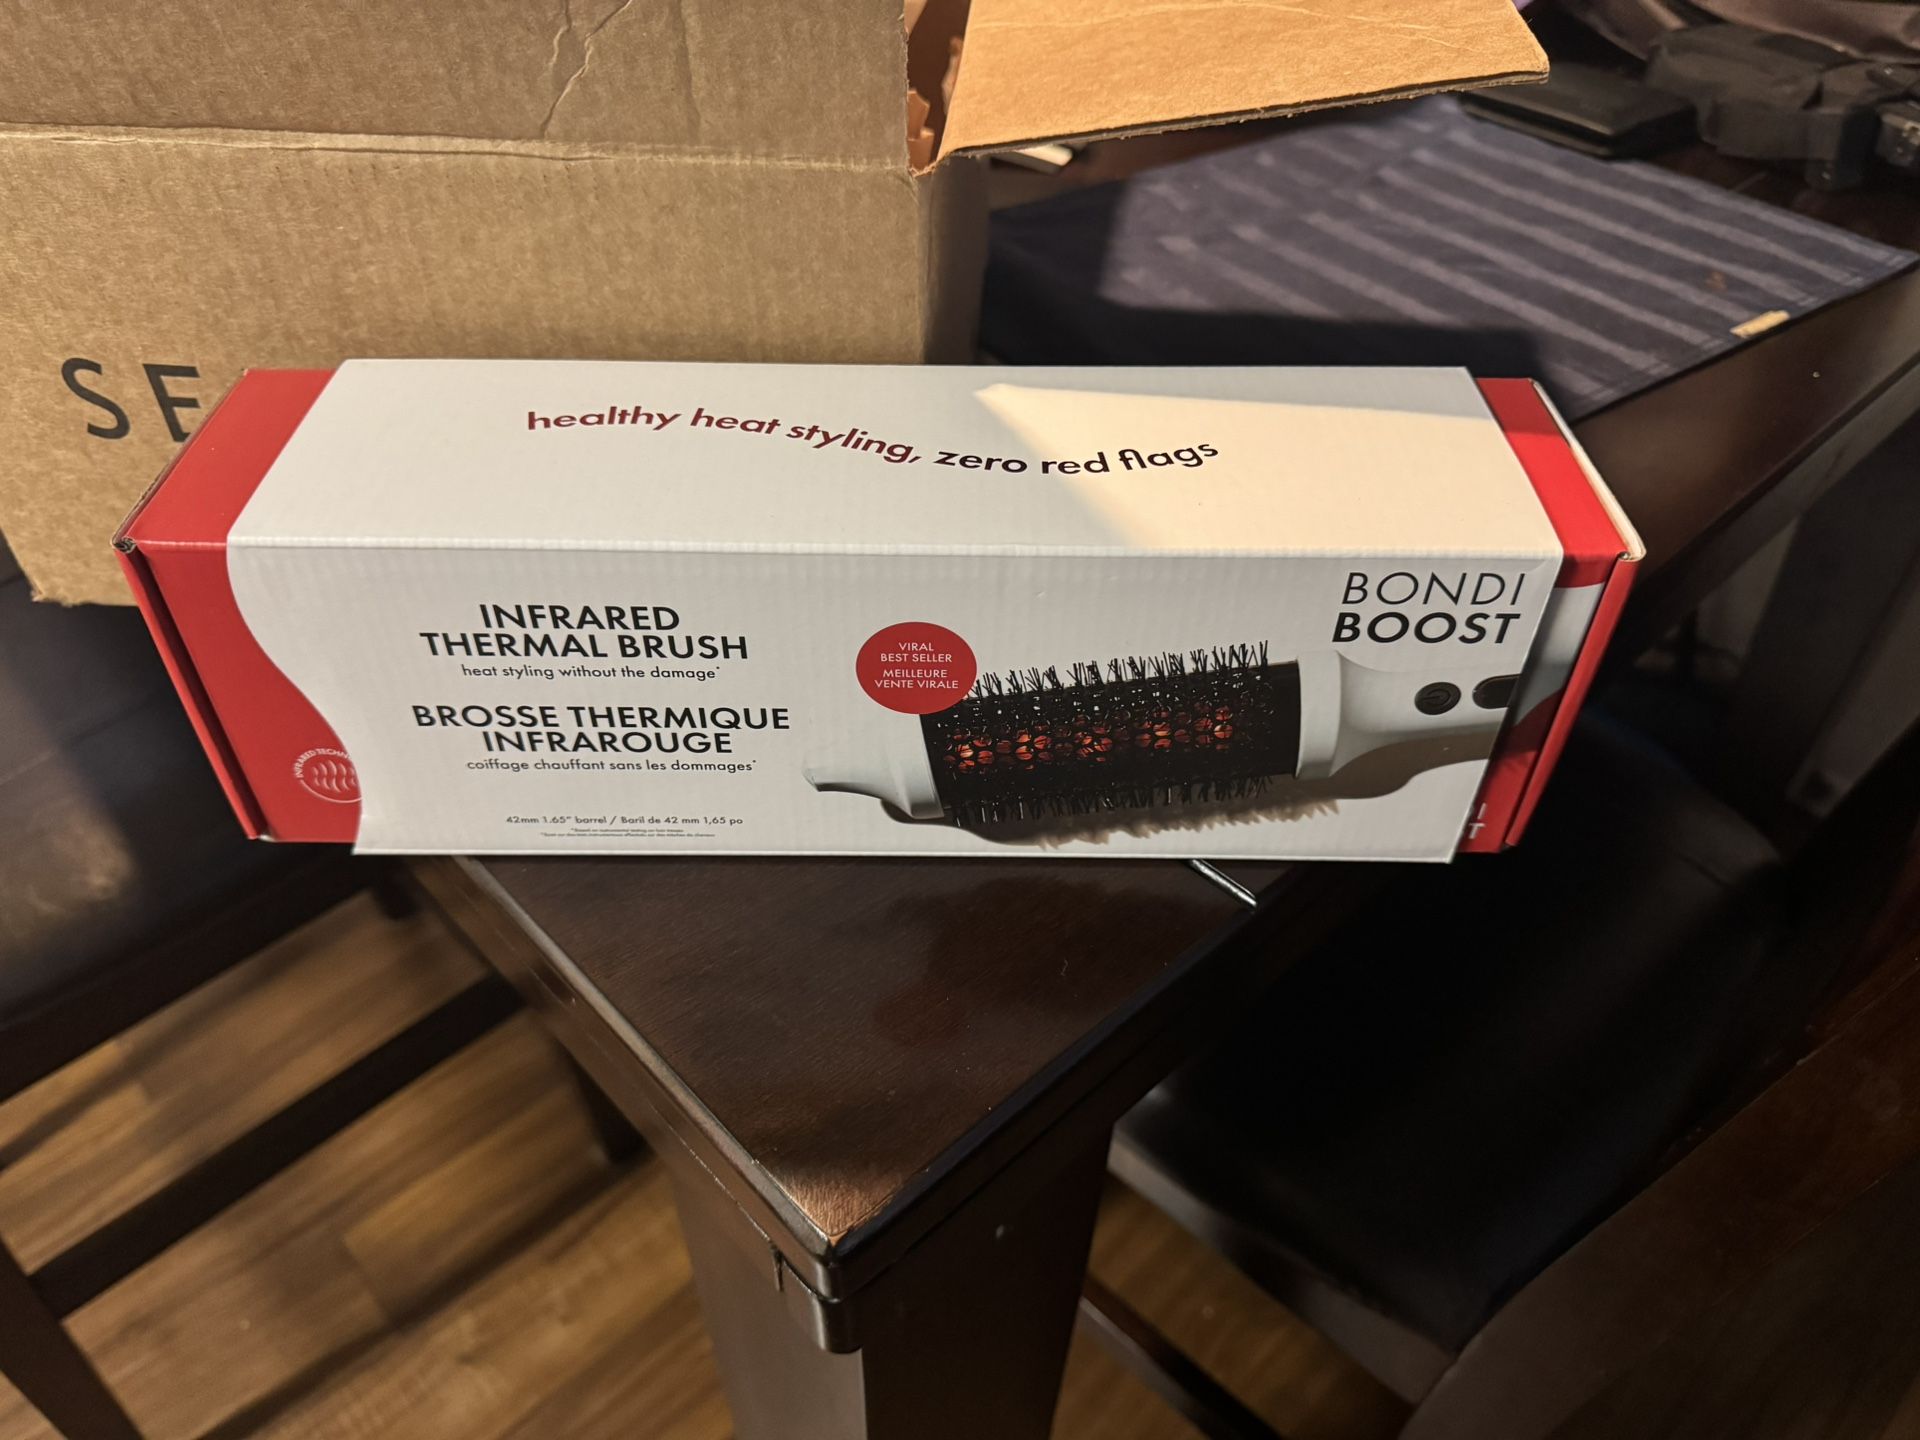 SE
healthy heat styling, zero red flags
BONDI
BOOST
INFRARED
THERMAL BRUSH
heat styling without the damage*
BROSSE THERMIQUE
INFRAROUGE
coiffage chauffant sans les dommages*
42mm 1.65" barrel / Baril de 42 mm 1,65 po
VIRAL
BEST SELLER
MEILLEURE
VENTE VIRALE